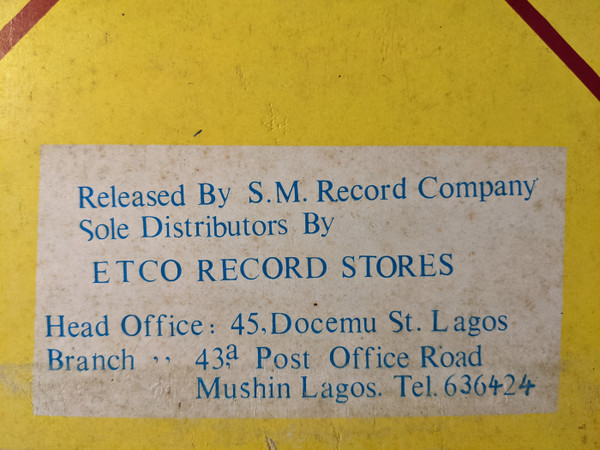 Released By S.M. Record Company
Sole Distributors By
ETCO RECORD STORES
Head Office: 45, Docemu St. Lagos
Branch ,, 43,a Post Office Road
Mushin Lagos. Tel. 636424